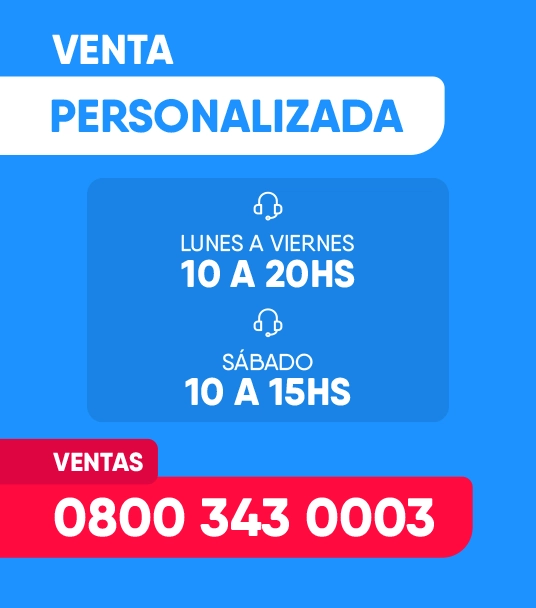 VENTA
PERSONALIZADA
LUNES A VIERNES
10 A 20HS
SÁBADO
10 A 15HS
VENTAS
0800 343 0003